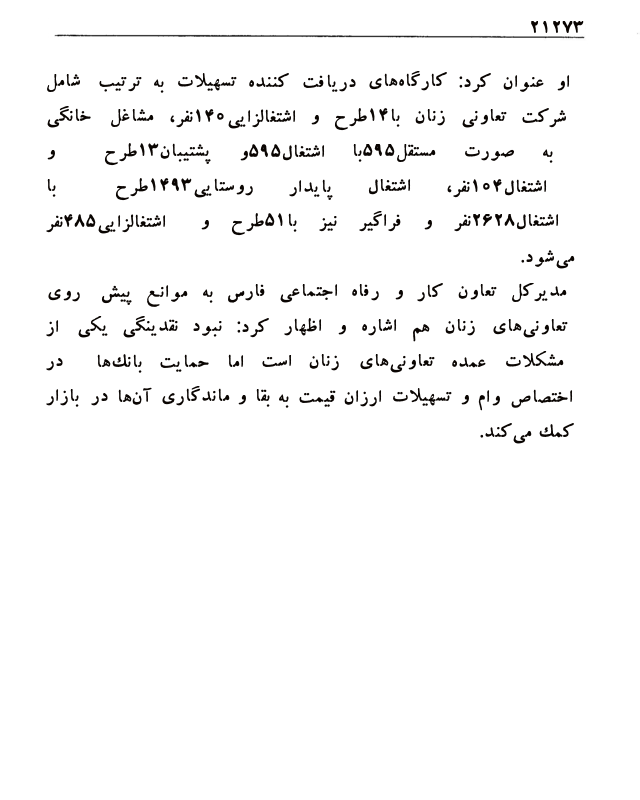 ۲۱۲۷۳
او عنوان کرد: کارگاه‌های دریافت کننده تسهیلات به ترتیب شامل
شرکت تعاونی زنان با۱۴طرح و اشتغالزایی۱۴۰نفر، مشاغل خانگی
به صورت مستقل۵۹۵با اشتغال۵۹۵و پشتیبان۱۳طرح و
اشتغال۱۰۴نفر، اشتغال پایدار روستایی۱۴۹۳طرح با
اشتغال۲۶۲۸نفر و فراگیر نیز با۵۱طرح و اشتغالزایی۴۸۵نفر
می‌شود.
مدیرکل تعاون کار و رفاه اجتماعی فارس به موانع پیش روی
تعاونی‌های زنان هم اشاره و اظهار کرد: نبود نقدینگی یکی از
مشکلات عمده تعاونی‌های زنان است اما حمایت بانك‌ها در
اختصاص وام و تسهیلات ارزان قیمت به بقا و ماندگاری آن‌ها در بازار
کمك می‌کند.